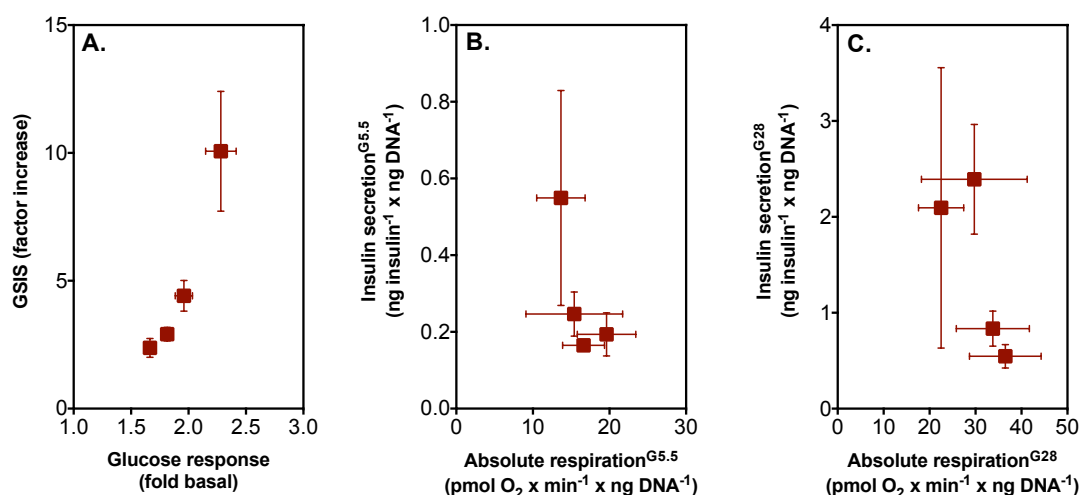 A.
15
10
5
0
GSIS (factor increase)
1.0 1.5 2.0 2.5 3.0
Glucose response
(fold basal)
B.
1.0
0.8
0.6
0.4
0.2
0.0
Insulin secretion^G5.5
(ng insulin⁻¹ x ng DNA⁻¹)
0 10 20 30
Absolute respiration^G5.5
(pmol O₂ x min⁻¹ x ng DNA⁻¹)
C.
4
3
2
1
0
Insulin secretion^G28
(ng insulin⁻¹ x ng DNA⁻¹)
0 10 20 30 40 50
Absolute respiration^G28
(pmol O₂ x min⁻¹ x ng DNA⁻¹)